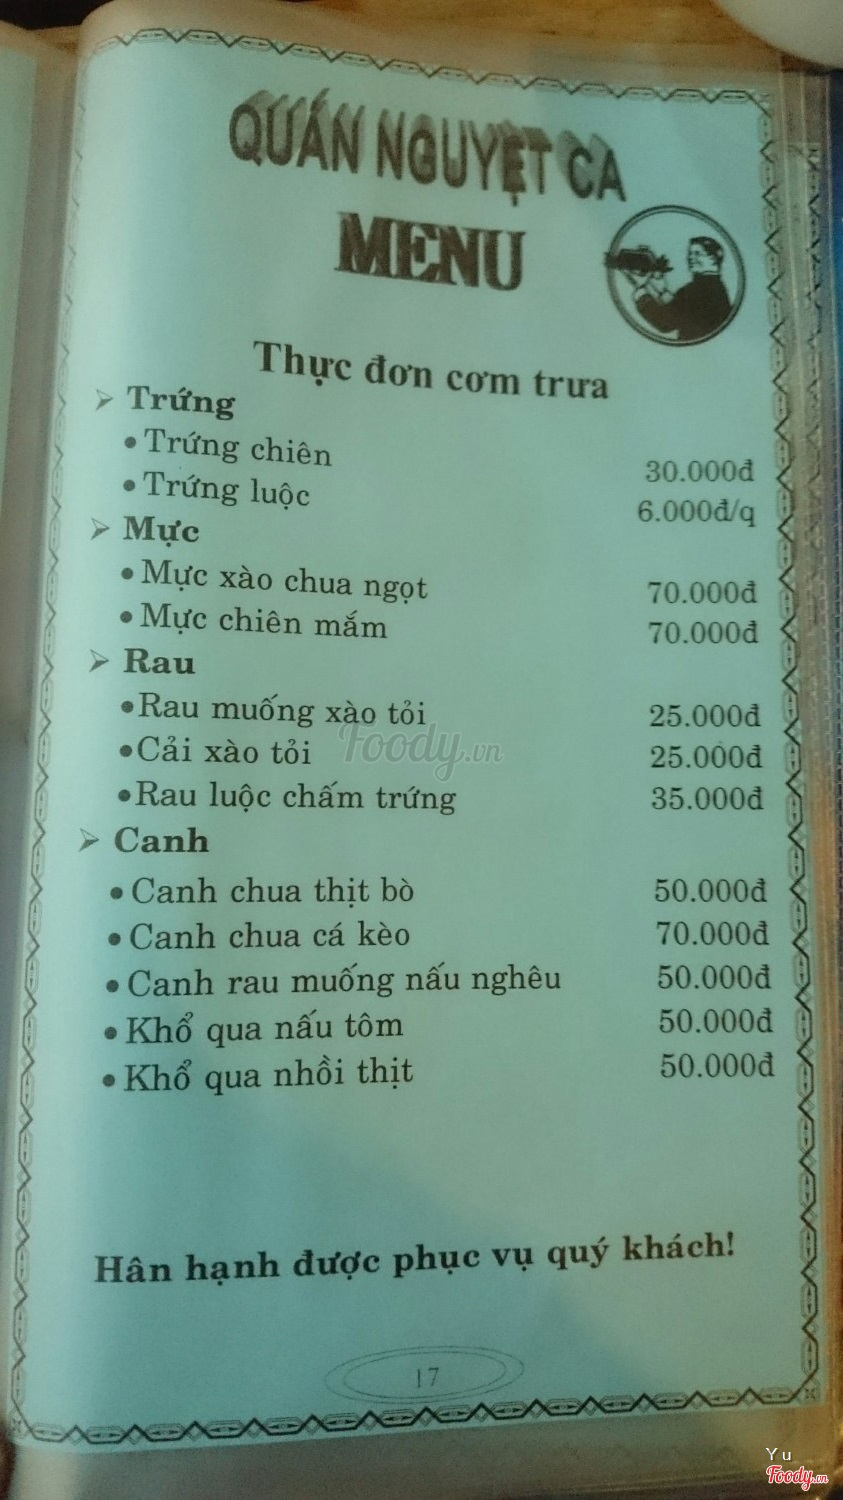 QUÁN NGUYỆT CA
MENU
Thực đơn cơm trưa
➢ Trứng
• Trứng chiên 30.000đ
• Trứng luộc 6.000đ/q
➢ Mực
• Mực xào chua ngọt 70.000đ
• Mực chiên mắm 70.000đ
➢ Rau
• Rau muống xào tỏi 25.000đ
• Cải xào tỏi 25.000đ
• Rau luộc chấm trứng 35.000đ
➢ Canh
• Canh chua thịt bò 50.000đ
• Canh chua cá kèo 70.000đ
• Canh rau muống nấu nghêu 50.000đ
• Khổ qua nấu tôm 50.000đ
• Khổ qua nhồi thịt 50.000đ
Hân hạnh được phục vụ quý khách!
17
Foody.vn
Yu
Foody.vn